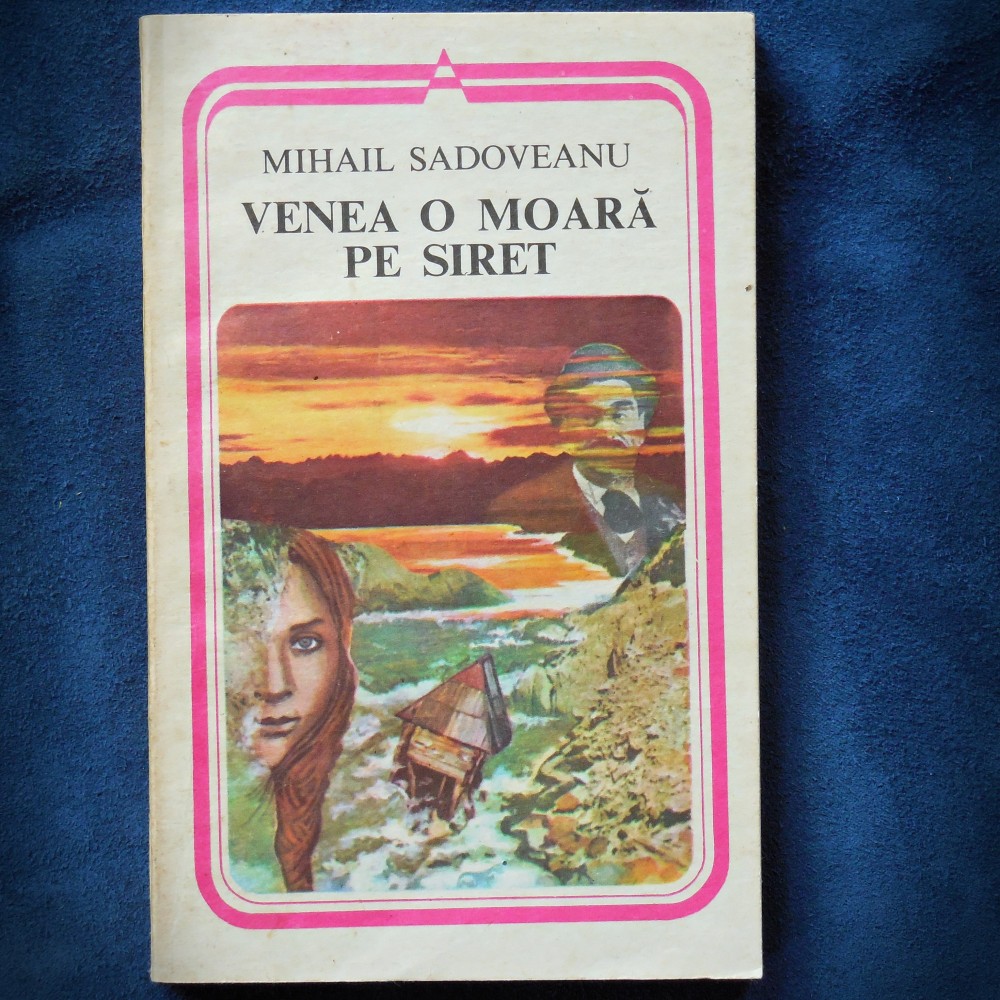 MIHAIL SADOVEANU
VENEA O MOARĂ
PE SIRET